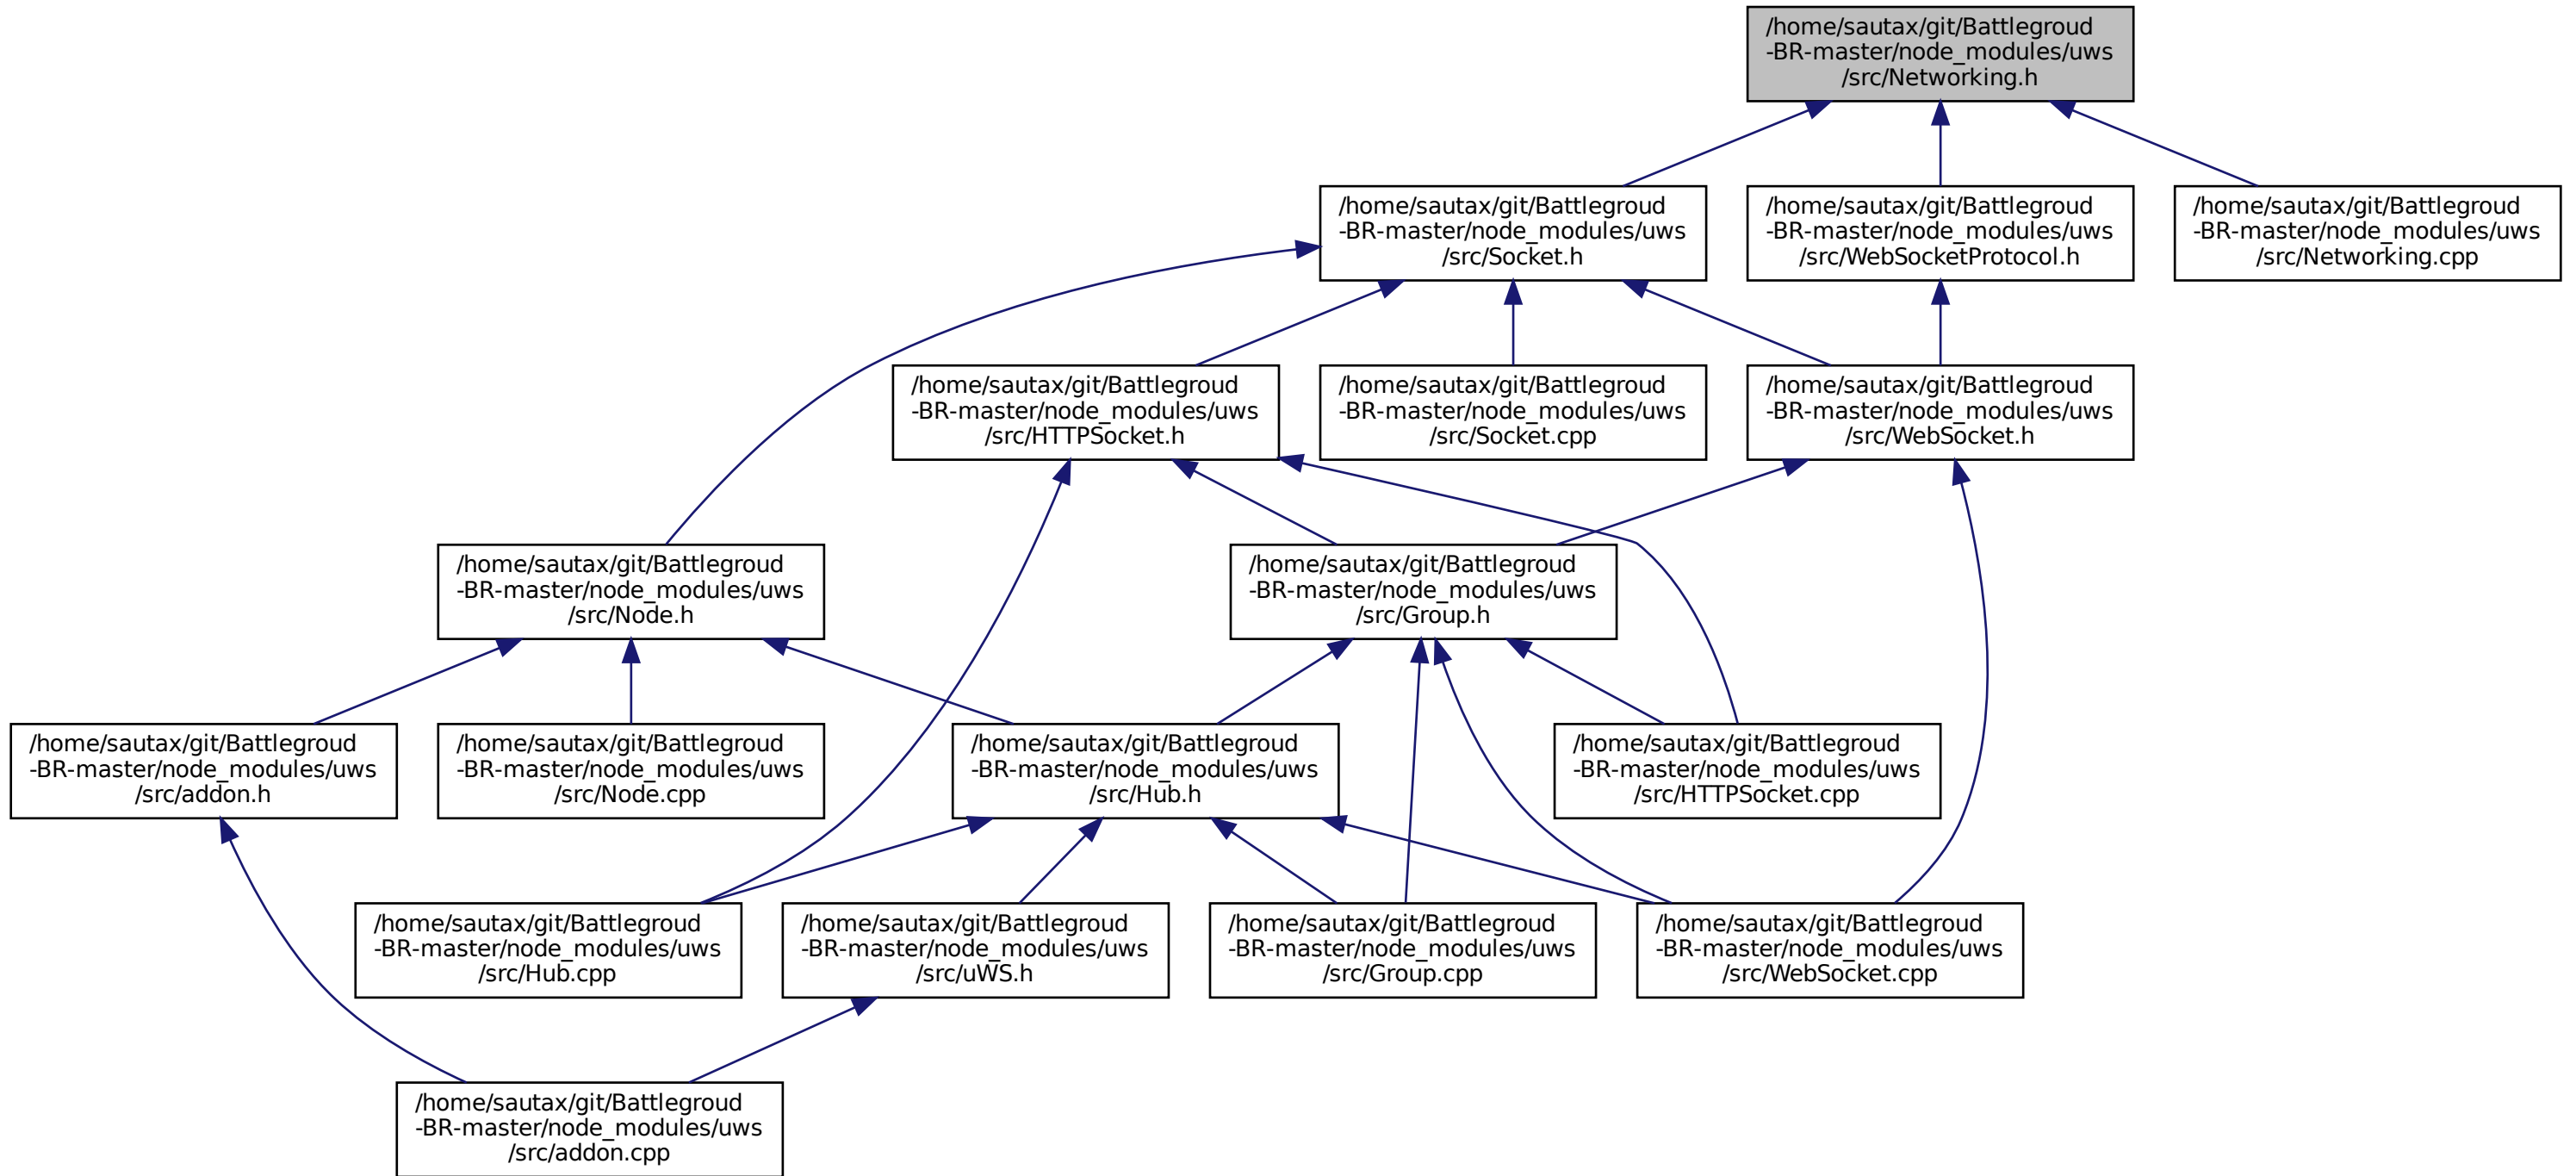 /home/sautax/git/Battlegroud
-BR-master/node_modules/uws
/src/Networking.h
/home/sautax/git/Battlegroud
-BR-master/node_modules/uws
/src/Socket.h
/home/sautax/git/Battlegroud
-BR-master/node_modules/uws
/src/WebSocketProtocol.h
/home/sautax/git/Battlegroud
-BR-master/node_modules/uws
/src/Networking.cpp
/home/sautax/git/Battlegroud
-BR-master/node_modules/uws
/src/HTTPSocket.h
/home/sautax/git/Battlegroud
-BR-master/node_modules/uws
/src/Socket.cpp
/home/sautax/git/Battlegroud
-BR-master/node_modules/uws
/src/WebSocket.h
/home/sautax/git/Battlegroud
-BR-master/node_modules/uws
/src/Node.h
/home/sautax/git/Battlegroud
-BR-master/node_modules/uws
/src/Group.h
/home/sautax/git/Battlegroud
-BR-master/node_modules/uws
/src/addon.h
/home/sautax/git/Battlegroud
-BR-master/node_modules/uws
/src/Node.cpp
/home/sautax/git/Battlegroud
-BR-master/node_modules/uws
/src/Hub.h
/home/sautax/git/Battlegroud
-BR-master/node_modules/uws
/src/HTTPSocket.cpp
/home/sautax/git/Battlegroud
-BR-master/node_modules/uws
/src/Hub.cpp
/home/sautax/git/Battlegroud
-BR-master/node_modules/uws
/src/uWS.h
/home/sautax/git/Battlegroud
-BR-master/node_modules/uws
/src/Group.cpp
/home/sautax/git/Battlegroud
-BR-master/node_modules/uws
/src/WebSocket.cpp
/home/sautax/git/Battlegroud
-BR-master/node_modules/uws
/src/addon.cpp